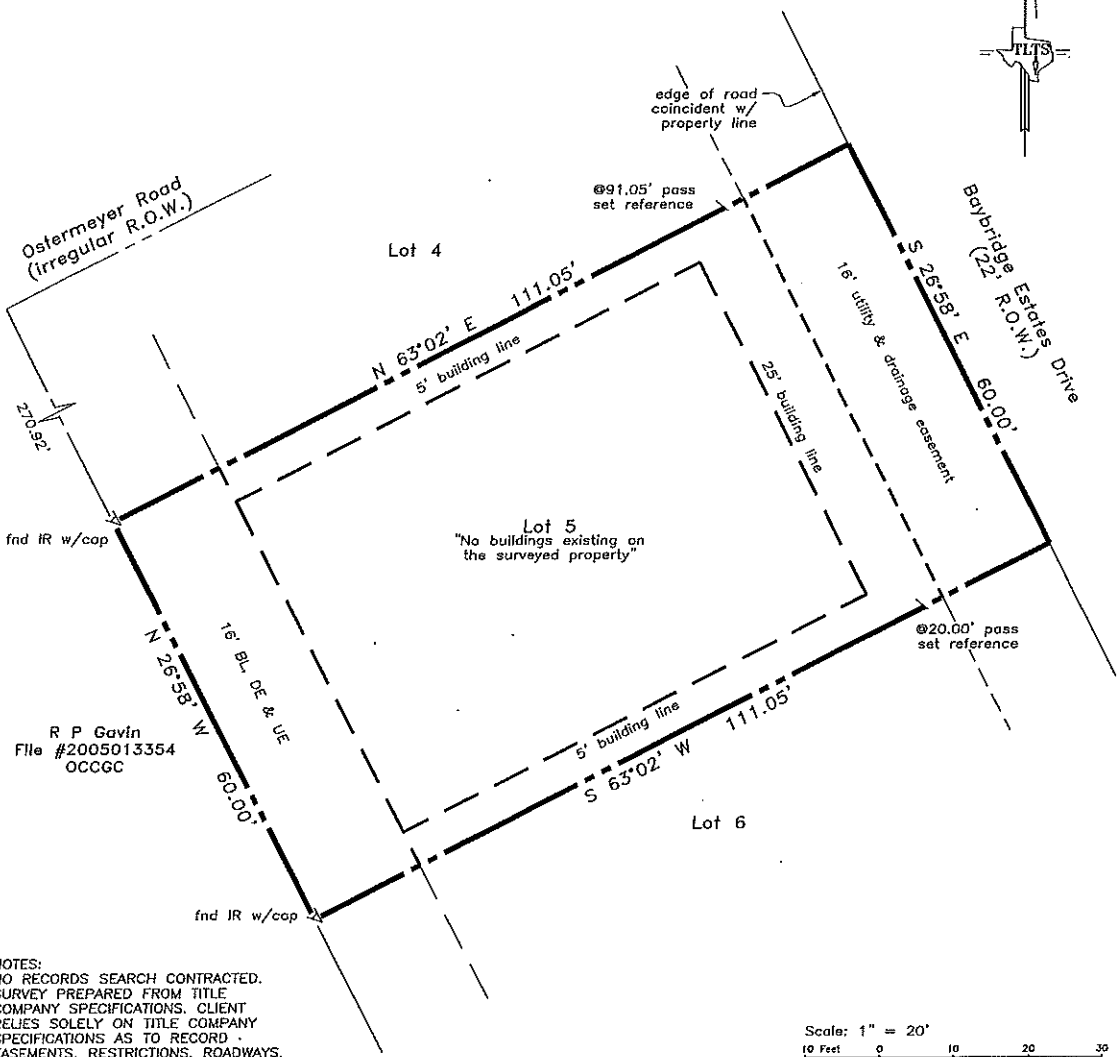 TLTS
edge of road
coincident w/
property line
Ostermeyer Road
(irregular R.O.W.)
@91.05' pass
set reference
Lot 4
Baybridge Estates Drive
(22' R.O.W.)
N 63°02' E 111.05'
5' building line
16' utility & drainage easement
S 26°58' E 60.00'
25' building line
270.92'
fnd IR w/cap
Lot 5
"No buildings existing on
the surveyed property"
@20.00' pass
set reference
N 26°58' W 60.00'
16' BL, DE & UE
R P Gavin
File #2005013354
OCCGC
5' building line
S 63°02' W 111.05'
Lot 6
fnd IR w/cap
NOTES:
NO RECORDS SEARCH CONTRACTED.
SURVEY PREPARED FROM TITLE
COMPANY SPECIFICATIONS. CLIENT
RELIES SOLELY ON TITLE COMPANY
SPECIFICATIONS AS TO RECORD
EASEMENTS, RESTRICTIONS, ROADWAYS,
Scale: 1" = 20'
10 Feet 0 10 20 30